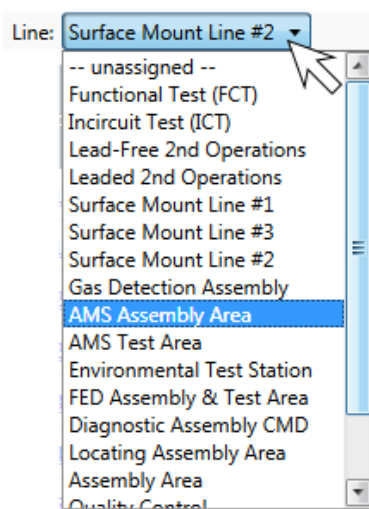 Line: Surface Mount Line #2
-- unassigned --
Functional Test (FCT)
Incircuit Test (ICT)
Lead-Free 2nd Operations
Leaded 2nd Operations
Surface Mount Line #1
Surface Mount Line #3
Surface Mount Line #2
Gas Detection Assembly
AMS Assembly Area
AMS Test Area
Environmental Test Station
FED Assembly & Test Area
Diagnostic Assembly CMD
Locating Assembly Area
Assembly Area
Quality Control